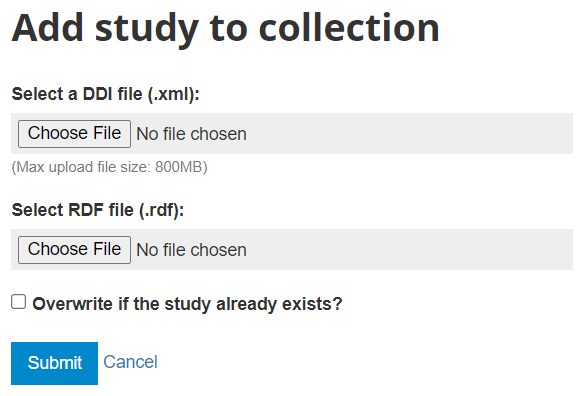 Add study to collection
Select a DDI file (.xml):
Choose File No file chosen
(Max upload file size: 800MB)
Select RDF file (.rdf):
Choose File No file chosen
Overwrite if the study already exists?
Submit Cancel